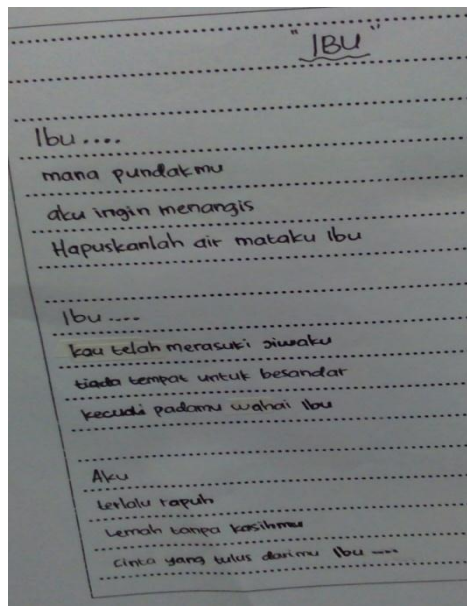 "IBU"
Ibu....
mana pundakmu
aku ingin menangis
Hapuskanlah air mataku Ibu
Ibu....
kau telah merasuki jiwaku
tiada tempat untuk besandar
kecuali padamu wahai Ibu
Aku
terlalu rapuh
Lemah tanpa kasihmu
cinta yang tulus darimu Ibu....